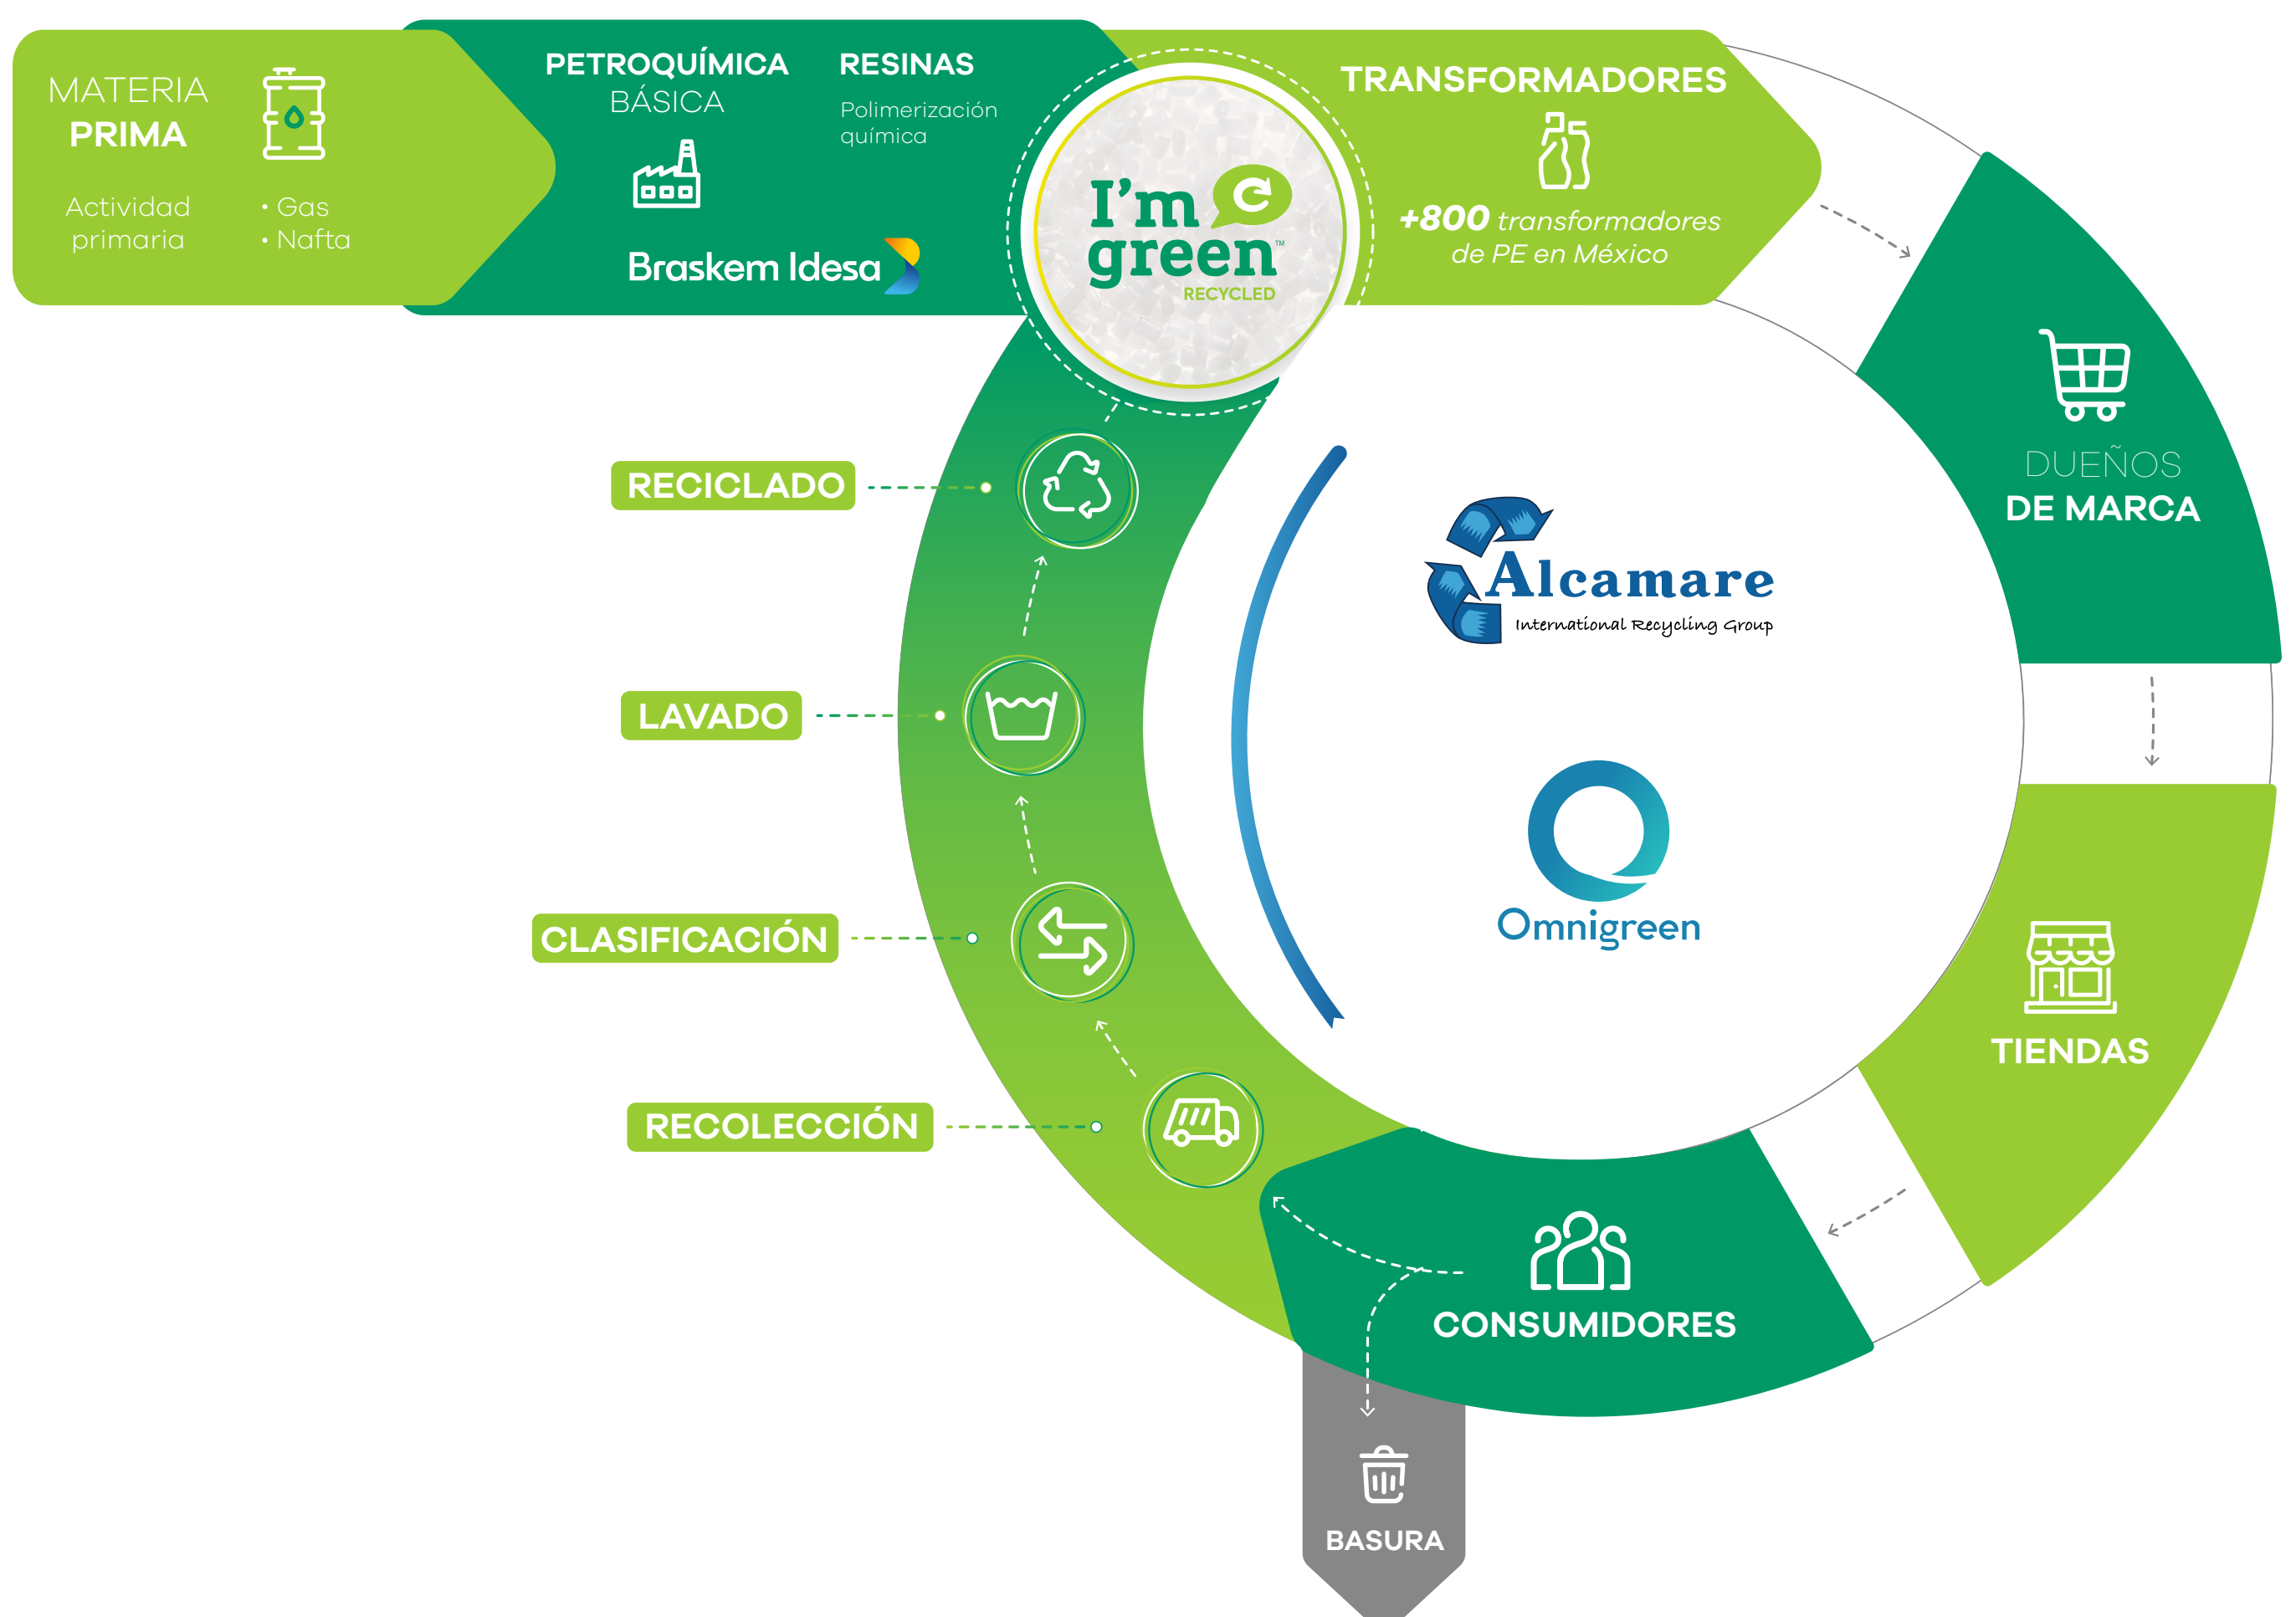 MATERIA
PRIMA
Actividad
primaria
• Gas
• Nafta
PETROQUÍMICA
BÁSICA
RESINAS
Polimerización
química
Braskem Idesa
I'm
green™
RECYCLED
TRANSFORMADORES
+800 transformadores
de PE en México
DUEÑOS
DE MARCA
RECICLADO
Alcamare
International Recycling Group
LAVADO
CLASIFICACIÓN
Omnigreen
TIENDAS
RECOLECCIÓN
CONSUMIDORES
BASURA